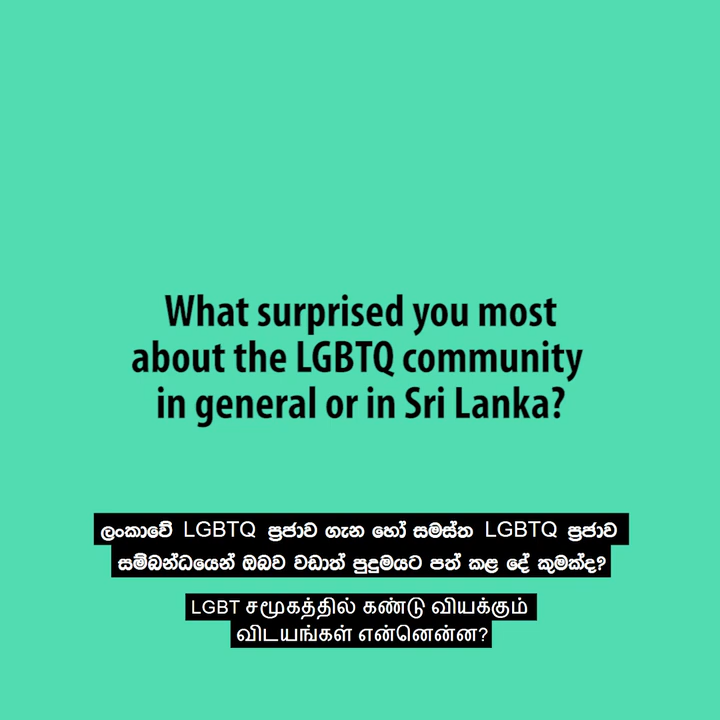 What surprised you most
about the LGBTQ community
in general or in Sri Lanka?
ලංකාවේ LGBTQ ප්‍රජාව ගැන හෝ සමස්ත LGBTQ ප්‍රජාව
සම්බන්ධයෙන් ඔබව වඩාත් පුදුමයට පත් කළ දේ කුමක්ද?
LGBT சமூகத்தில் கண்டு வியக்கும்
விடயங்கள் என்னென்ன?